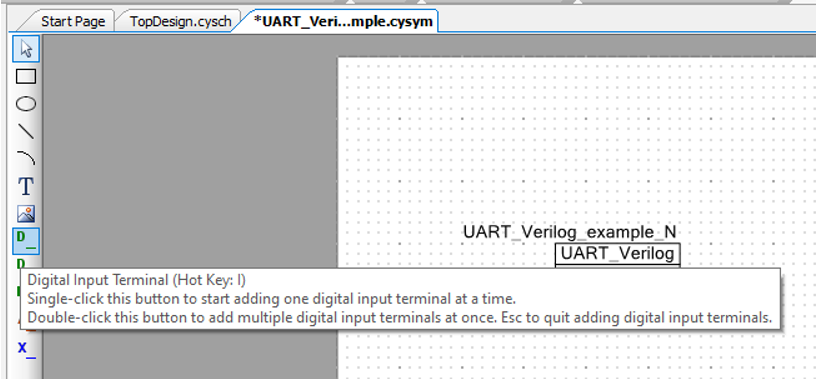 Start Page
TopDesign.cysch
*UART_Veri...mple.cysym
T
D
UART_Verilog_example_N
UART_Verilog
D
Digital Input Terminal (Hot Key: I)
Single-click this button to start adding one digital input terminal at a time.
Double-click this button to add multiple digital input terminals at once. Esc to quit adding digital input terminals.
X